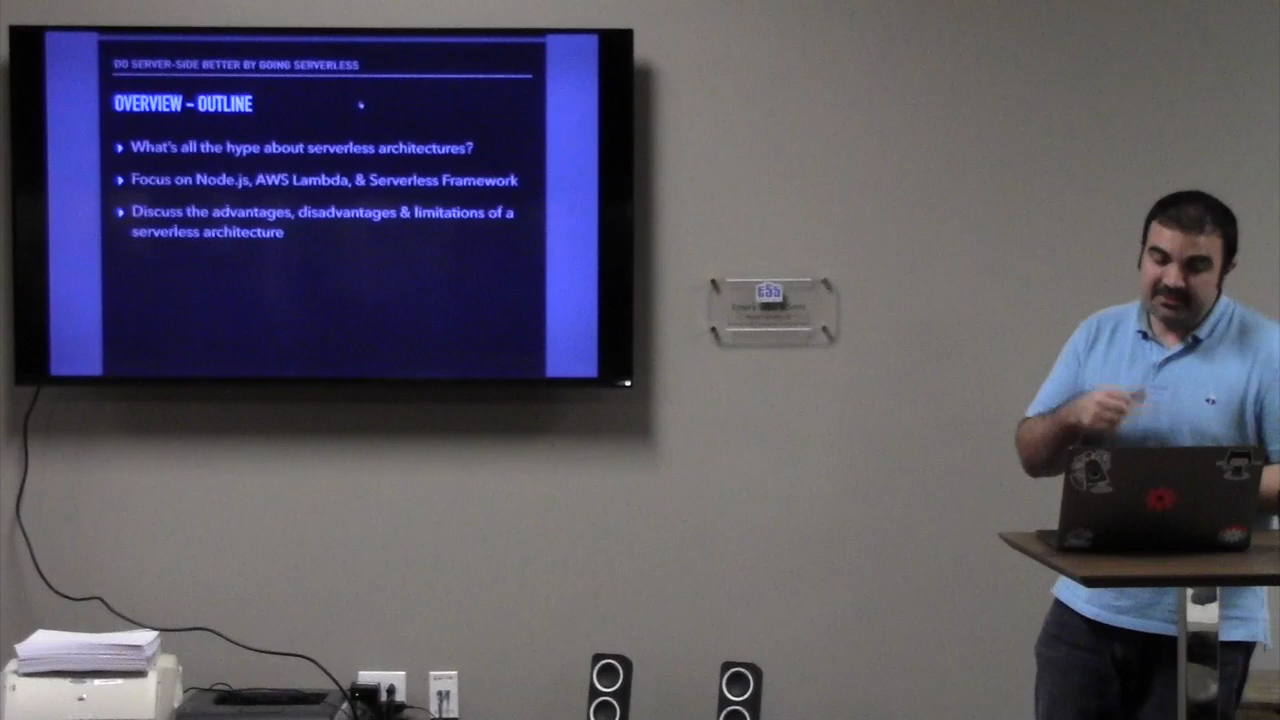 DO SERVER-SIDE BETTER BY GOING SERVERLESS
OVERVIEW – OUTLINE
What's all the hype about serverless architectures?
Focus on Node.js, AWS Lambda, & Serverless Framework
Discuss the advantages, disadvantages & limitations of a
serverless architecture
ESS